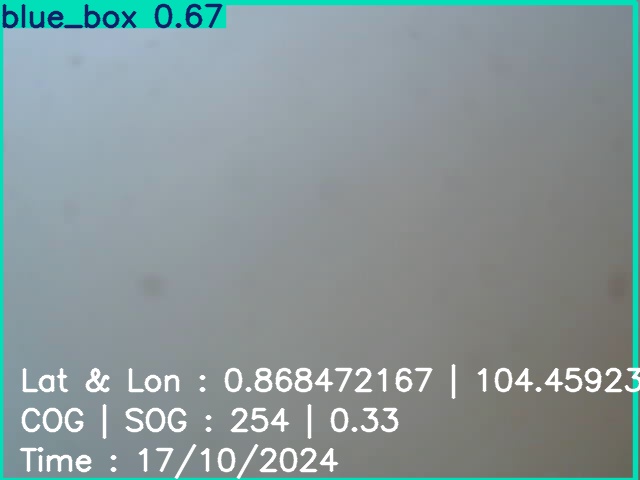 blue_box 0.67
Lat & Lon : 0.868472167 | 104.45923
COG | SOG : 254 | 0.33
Time : 17/10/2024